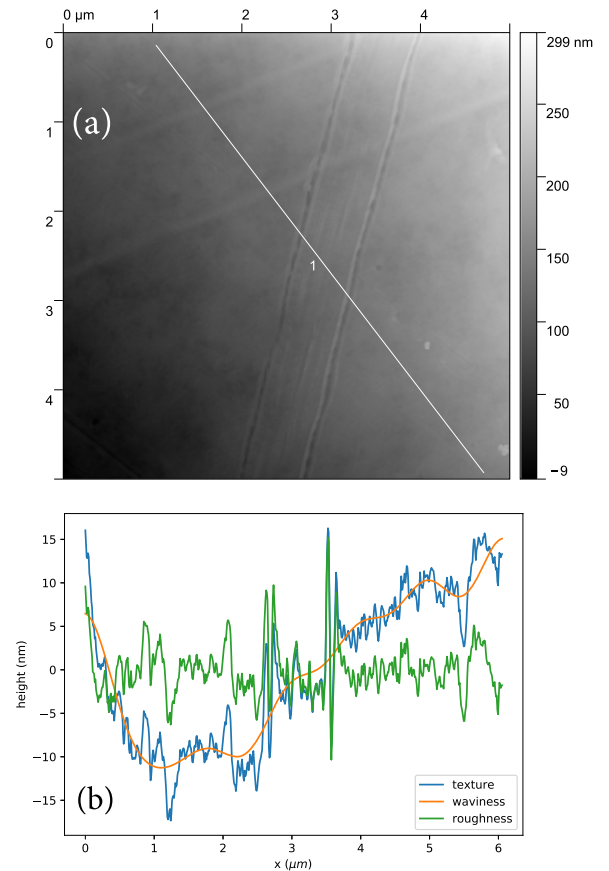 0 µm 1 2 3 4
0
1
2
3
4
299 nm
250
200
150
100
50
−9
(a)
1
15
10
5
0
−5
−10
−15
height (nm)
0 1 2 3 4 5 6
x (µm)
(b)
texture
waviness
roughness